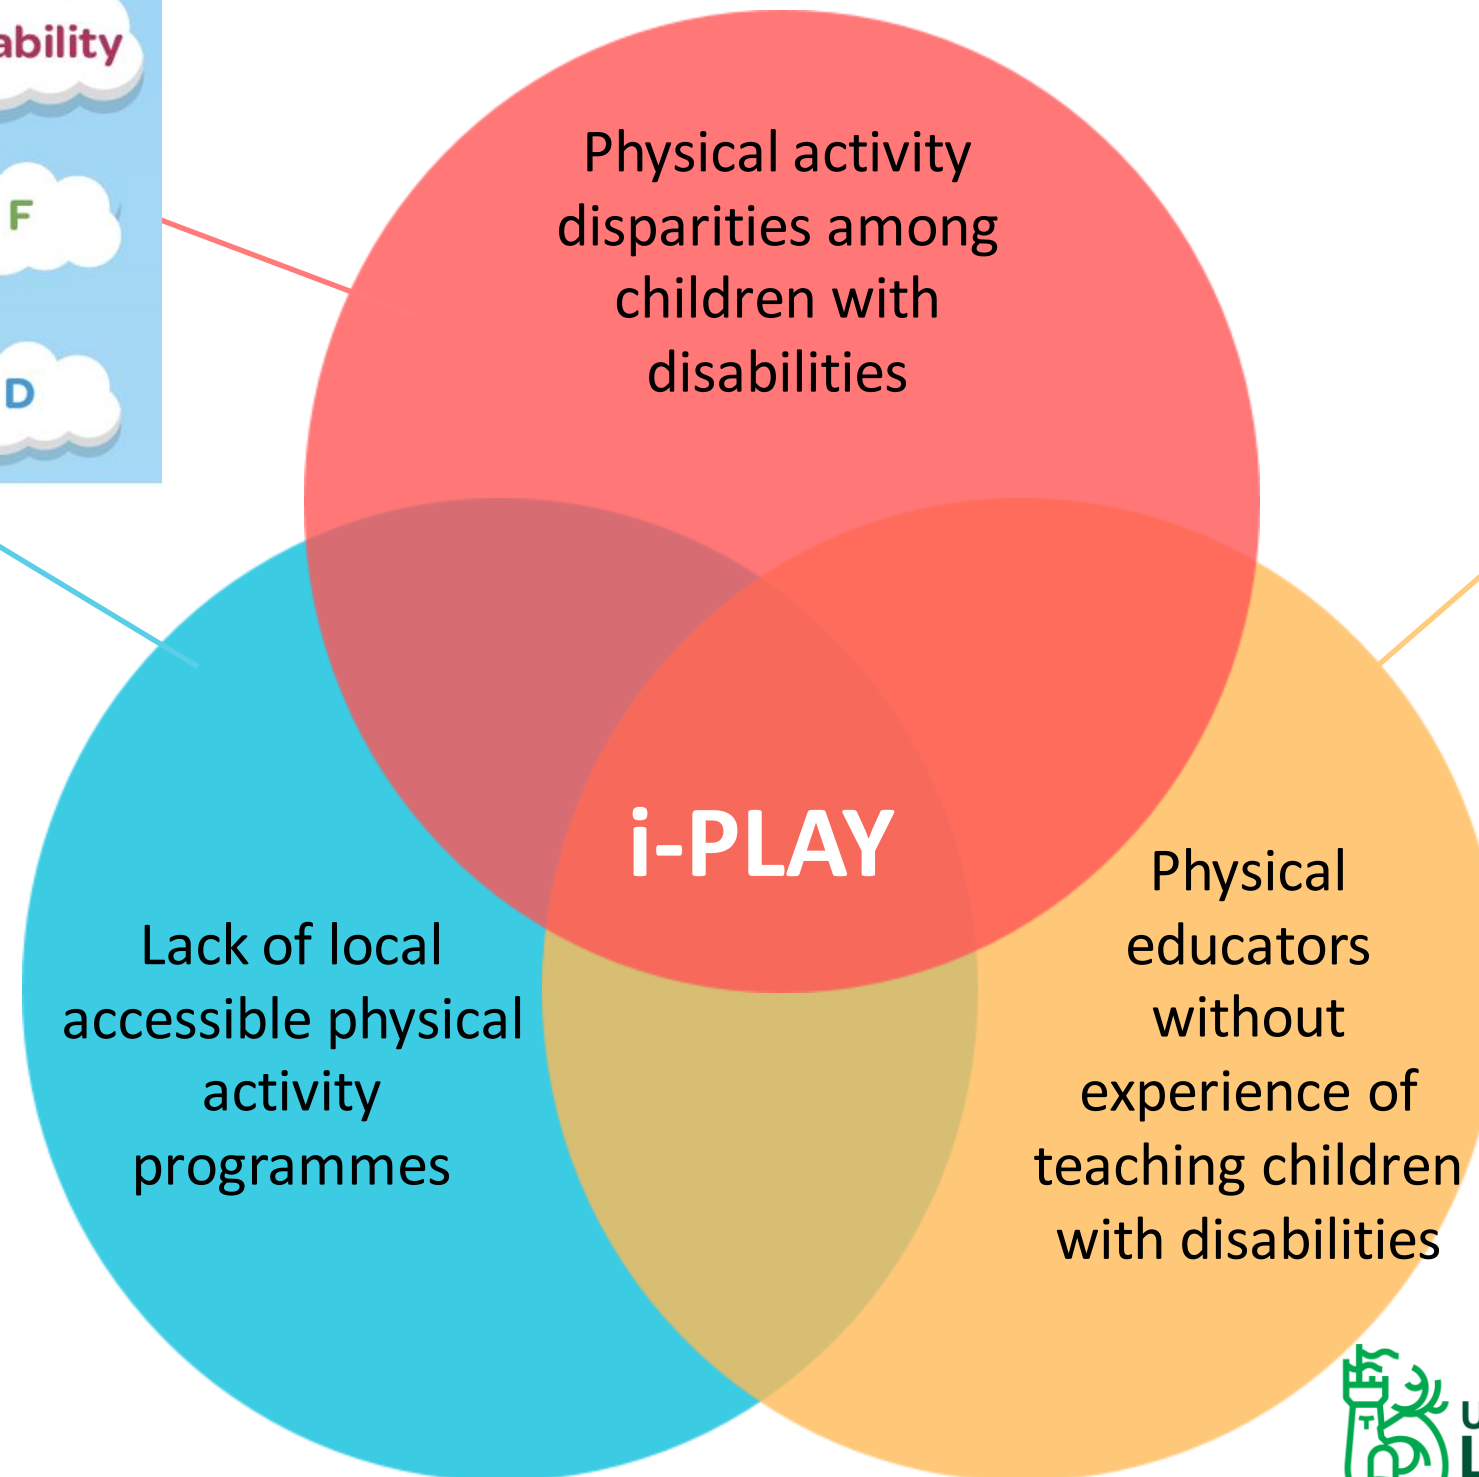 ability
F
D
Physical activity
disparities among
children with
disabilities
i-PLAY
Lack of local
accessible physical
activity
programmes
Physical
educators
without
experience of
teaching children
with disabilities